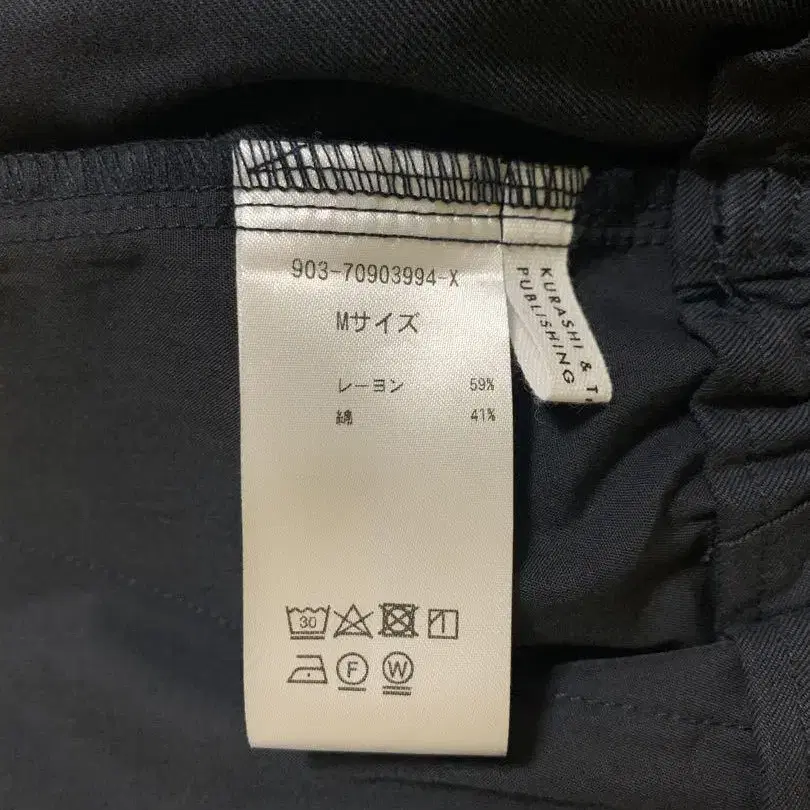 903-70903994-X
Mサイズ
レーヨン 59%
綿 41%
30
F
W
KURASHI & T
PUBLISHING